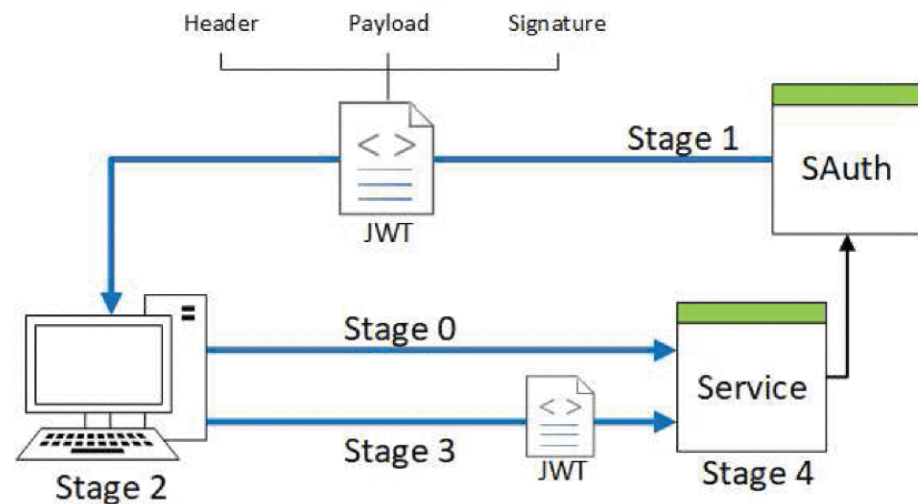 Header Payload Signature
Stage 1
SAuth
JWT
Stage 0
Service
Stage 3
JWT
Stage 4
Stage 2